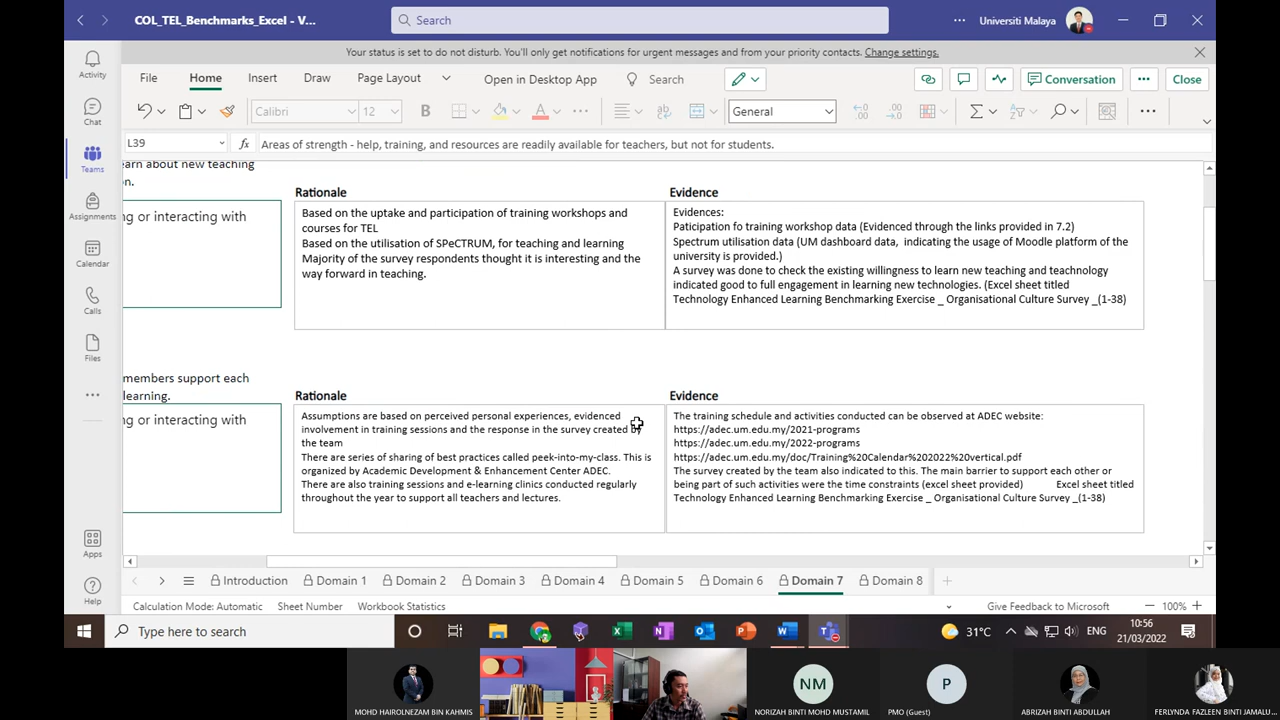 COL_TEL_Benchmarks_Excel - V...
Search
Universiti Malaya
Your status is set to do not disturb. You'll only get notifications for urgent messages and from your priority contacts. Change settings.
Activity
Chat
Teams
Assignments
Calendar
Calls
Files
Apps
Help
File Home Insert Draw Page Layout Open in Desktop App Search Conversation Close
Calibri 12 B A General
L39 fx Areas of strength - help, training, and resources are readily available for teachers, but not for students.
earn about new teaching
n.
ng or interacting with
Rationale
Based on the uptake and participation of training workshops and
courses for TEL
Based on the utilisation of SPeCTRUM, for teaching and learning
Majority of the survey respondents thought it is interesting and the
way forward in teaching.
Evidence
Evidences:
Paticipation fo training workshop data (Evidenced through the links provided in 7.2)
Spectrum utilisation data (UM dashboard data, indicating the usage of Moodle platform of the
university is provided.)
A survey was done to check the existing willingness to learn new teaching and teachnology
indicated good to full engagement in learning new technologies. (Excel sheet titled
Technology Enhanced Learning Benchmarking Exercise _ Organisational Culture Survey _(1-38)
members support each
learning.
ng or interacting with
Rationale
Assumptions are based on perceived personal experiences, evidenced
involvement in training sessions and the response in the survey created by
the team
There are series of sharing of best practices called peek-into-my-class. This is
organized by Academic Development & Enhancement Center ADEC.
There are also training sessions and e-learning clinics conducted regularly
throughout the year to support all teachers and lectures.
Evidence
The training schedule and activities conducted can be observed at ADEC website:
https://adec.um.edu.my/2021-programs
https://adec.um.edu.my/2022-programs
https://adec.um.edu.my/doc/Training%20Calendar%202022%20vertical.pdf
The survey created by the team also indicated to this. The main barrier to support each other or
being part of such activities were the time constraints (excel sheet provided) Excel sheet titled
Technology Enhanced Learning Benchmarking Exercise _ Organisational Culture Survey _(1-38)
Introduction Domain 1 Domain 2 Domain 3 Domain 4 Domain 5 Domain 6 Domain 7 Domain 8
Calculation Mode: Automatic Sheet Number Workbook Statistics Give Feedback to Microsoft 100%
Type here to search
31°C ENG
10:56
21/03/2022
MOHD HAIROLNEZAM BIN KAHMIS
NM
NORIZAH BINTI MOHD MUSTAMIL
P
PMO (Guest)
ABRIZAH BINTI ABDULLAH
FERLYNDA FAZLEEN BINTI JAMALU...